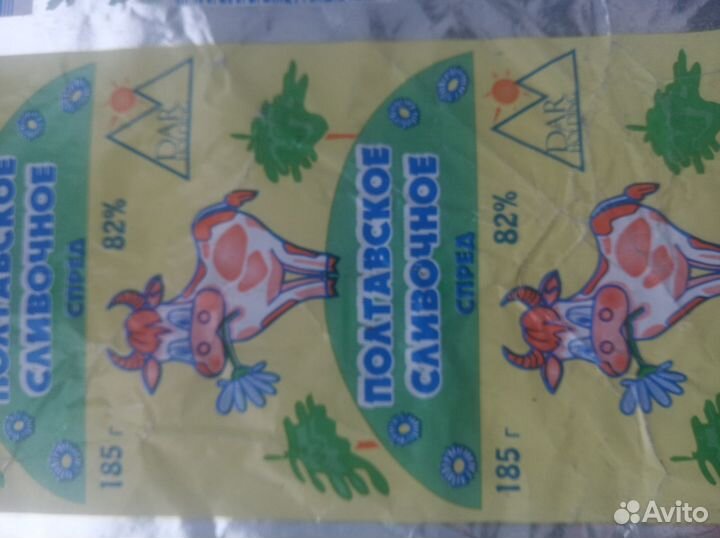 DAR
ПОЛТАВСКОЕ
СЛИВОЧНОЕ
СПРЕД
82%
185 г
DAR
ПОЛТАВСКОЕ
СЛИВОЧНОЕ
СПРЕД
82%
185 г
Avito